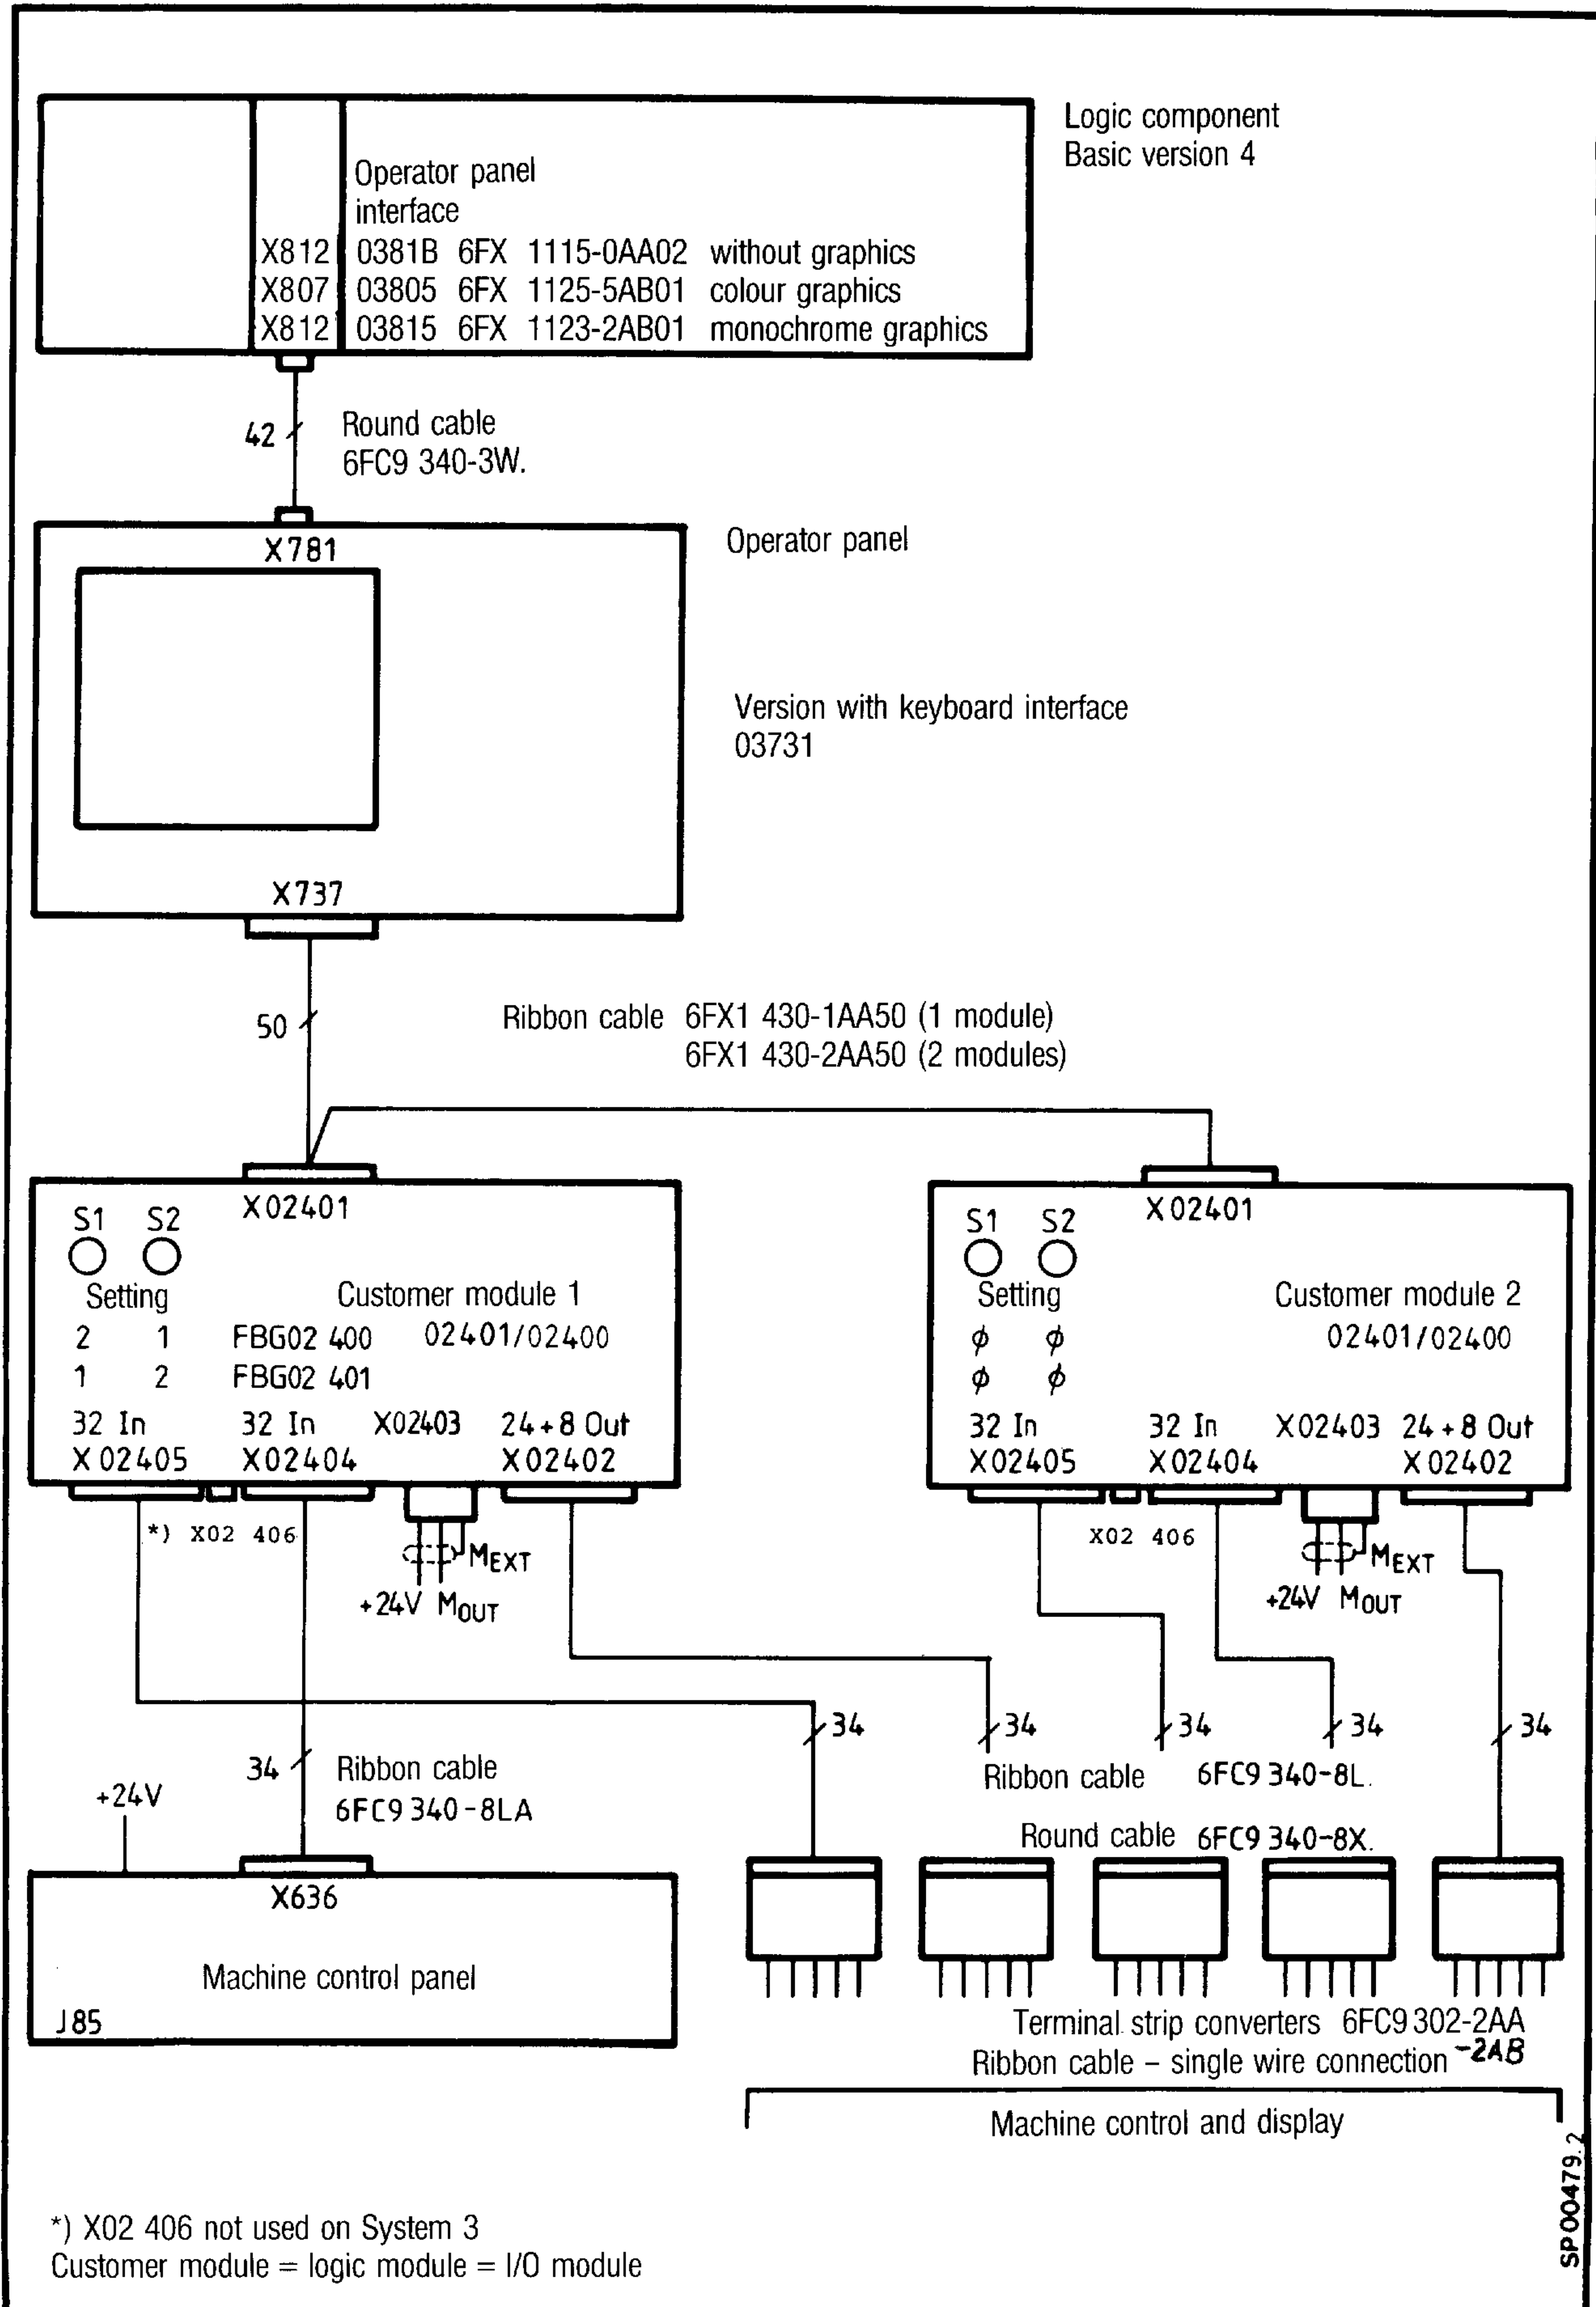 Logic component
Basic version 4
Operator panel
interface
X812 0381B 6FX 1115-0AA02 without graphics
X807 03805 6FX 1125-5AB01 colour graphics
X812 03815 6FX 1123-2AB01 monochrome graphics
42
Round cable
6FC9 340-3W.
X781
Operator panel
Version with keyboard interface
03731
X737
50
Ribbon cable 6FX1 430-1AA50 (1 module)
6FX1 430-2AA50 (2 modules)
X02401
S1 S2
Setting
Customer module 1
2 1 FBG02 400 02401/02400
1 2 FBG02 401
32 In 32 In X02403 24+8 Out
X02405 X02404 X02402
*) X02 406
MEXT
+24V MOUT
X02401
S1 S2
Setting
Customer module 2
ϕ ϕ 02401/02400
ϕ ϕ
32 In 32 In X02403 24+8 Out
X02405 X02404 X02402
X02 406
MEXT
+24V MOUT
34 34 34 34 34
34
Ribbon cable
6FC9 340-8LA
+24V
Ribbon cable 6FC9 340-8L.
Round cable 6FC9 340-8X.
X636
Machine control panel
J85
Terminal strip converters 6FC9 302-2AA
Ribbon cable – single wire connection -2AB
Machine control and display
SP00479.2
*) X02 406 not used on System 3
Customer module = logic module = I/O module